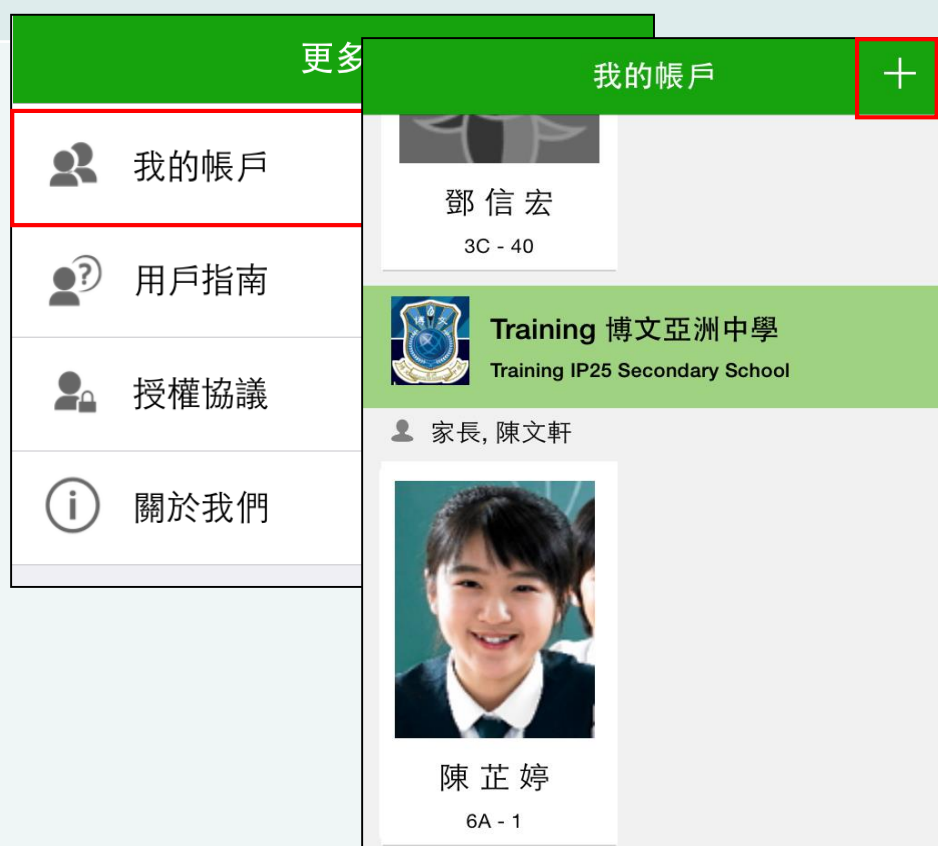 更多
我的帳戶
用戶指南
授權協議
關於我們
我的帳戶
鄧信宏
3C - 40
Training 博文亞洲中學
Training IP25 Secondary School
家長, 陳文軒
陳芷婷
6A - 1